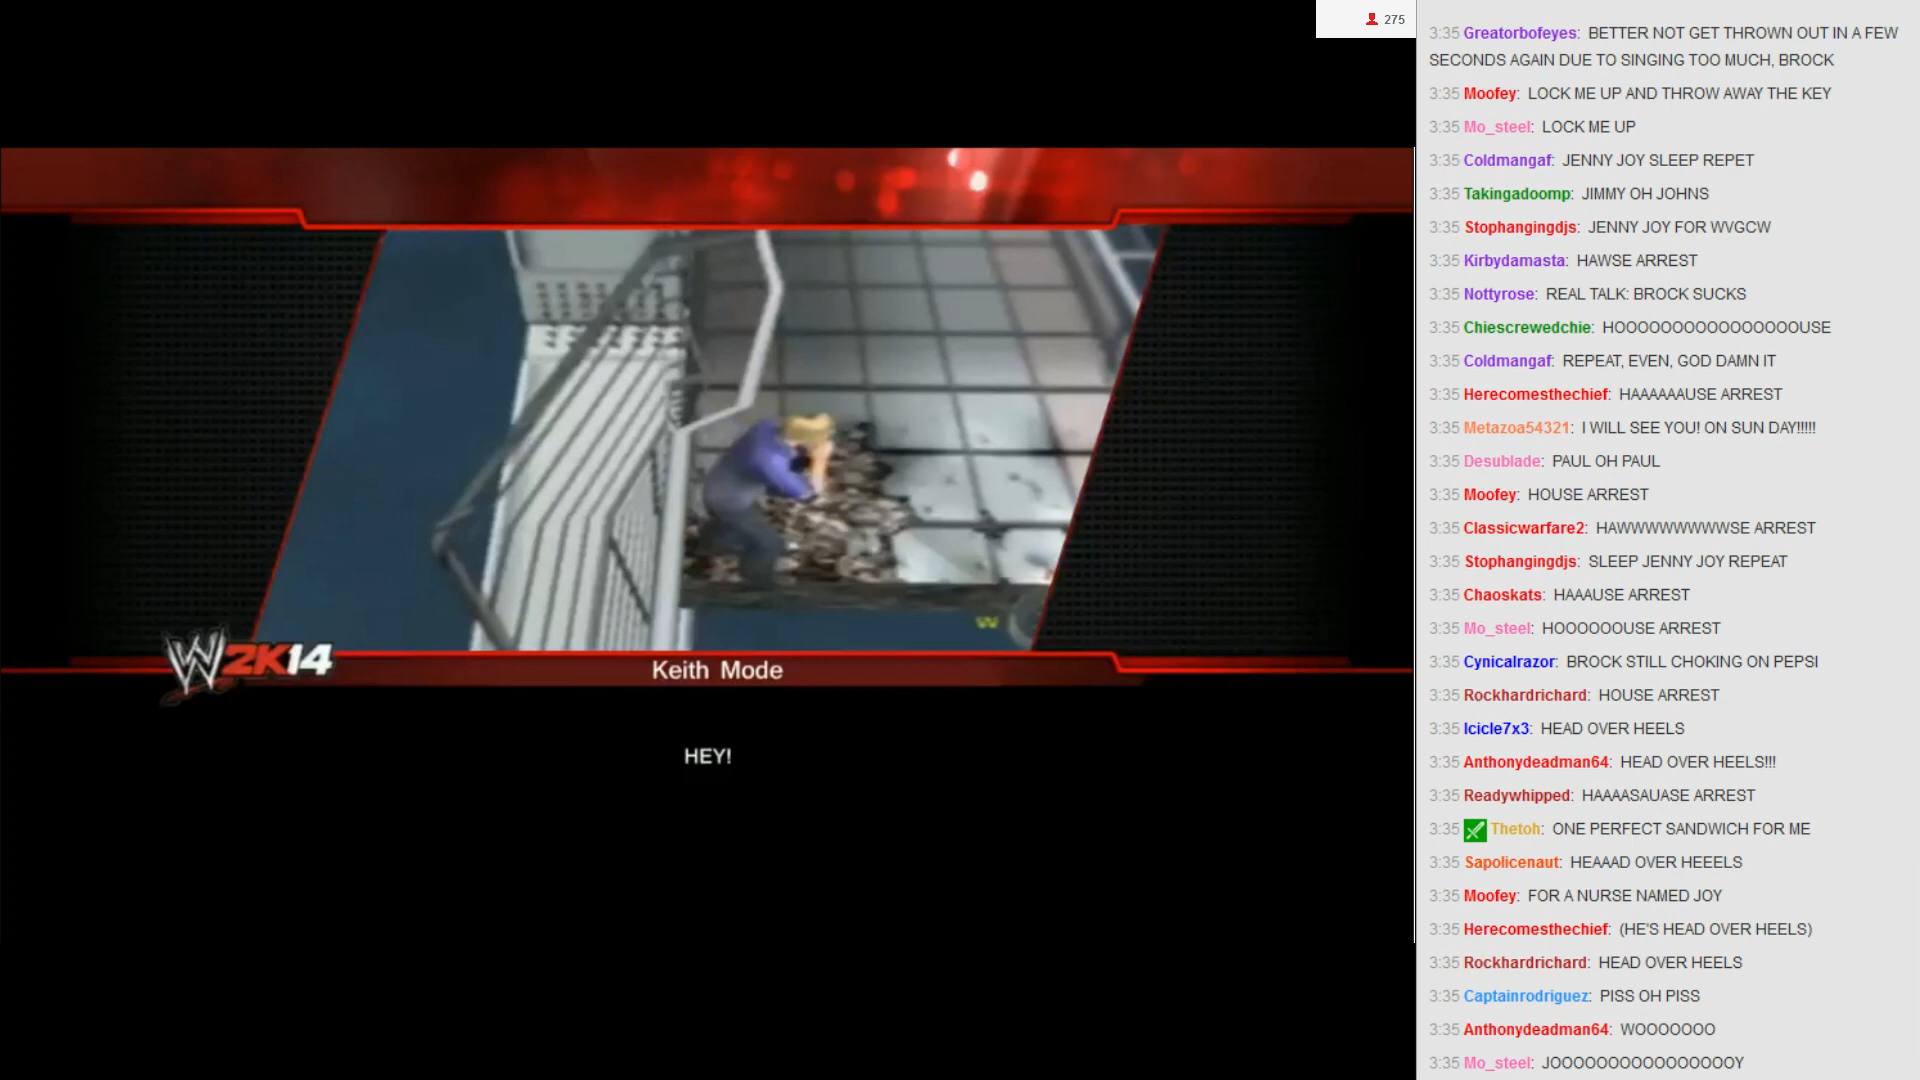 275
W 2K14
Keith Mode
HEY!
3:35 Greatorbofeyes: BETTER NOT GET THROWN OUT IN A FEW
SECONDS AGAIN DUE TO SINGING TOO MUCH, BROCK
3:35 Moofey: LOCK ME UP AND THROW AWAY THE KEY
3:35 Mo_steel: LOCK ME UP
3:35 Coldmangaf: JENNY JOY SLEEP REPET
3:35 Takingadoomp: JIMMY OH JOHNS
3:35 Stophangingdjs: JENNY JOY FOR WVGCW
3:35 Kirbydamasta: HAWSE ARREST
3:35 Nottyrose: REAL TALK: BROCK SUCKS
3:35 Chiescrewedchie: HOOOOOOOOOOOOOOOOUSE
3:35 Coldmangaf: REPEAT, EVEN, GOD DAMN IT
3:35 Herecomesthechief: HAAAAAAUSE ARREST
3:35 Metazoa54321: I WILL SEE YOU! ON SUN DAY!!!!!
3:35 Desublade: PAUL OH PAUL
3:35 Moofey: HOUSE ARREST
3:35 Classicwarfare2: HAWWWWWWWWSE ARREST
3:35 Stophangingdjs: SLEEP JENNY JOY REPEAT
3:35 Chaoskats: HAAAUSE ARREST
3:35 Mo_steel: HOOOOOOUSE ARREST
3:35 Cynicalrazor: BROCK STILL CHOKING ON PEPSI
3:35 Rockhardrichard: HOUSE ARREST
3:35 Icicle7x3: HEAD OVER HEELS
3:35 Anthonydeadman64: HEAD OVER HEELS!!!
3:35 Readywhipped: HAAAASAUASE ARREST
3:35 Thetoh: ONE PERFECT SANDWICH FOR ME
3:35 Sapolicenaut: HEAAAD OVER HEEELS
3:35 Moofey: FOR A NURSE NAMED JOY
3:35 Herecomesthechief: (HE'S HEAD OVER HEELS)
3:35 Rockhardrichard: HEAD OVER HEELS
3:35 Captainrodriguez: PISS OH PISS
3:35 Anthonydeadman64: WOOOOOOO
3:35 Mo_steel: JOOOOOOOOOOOOOOOOY